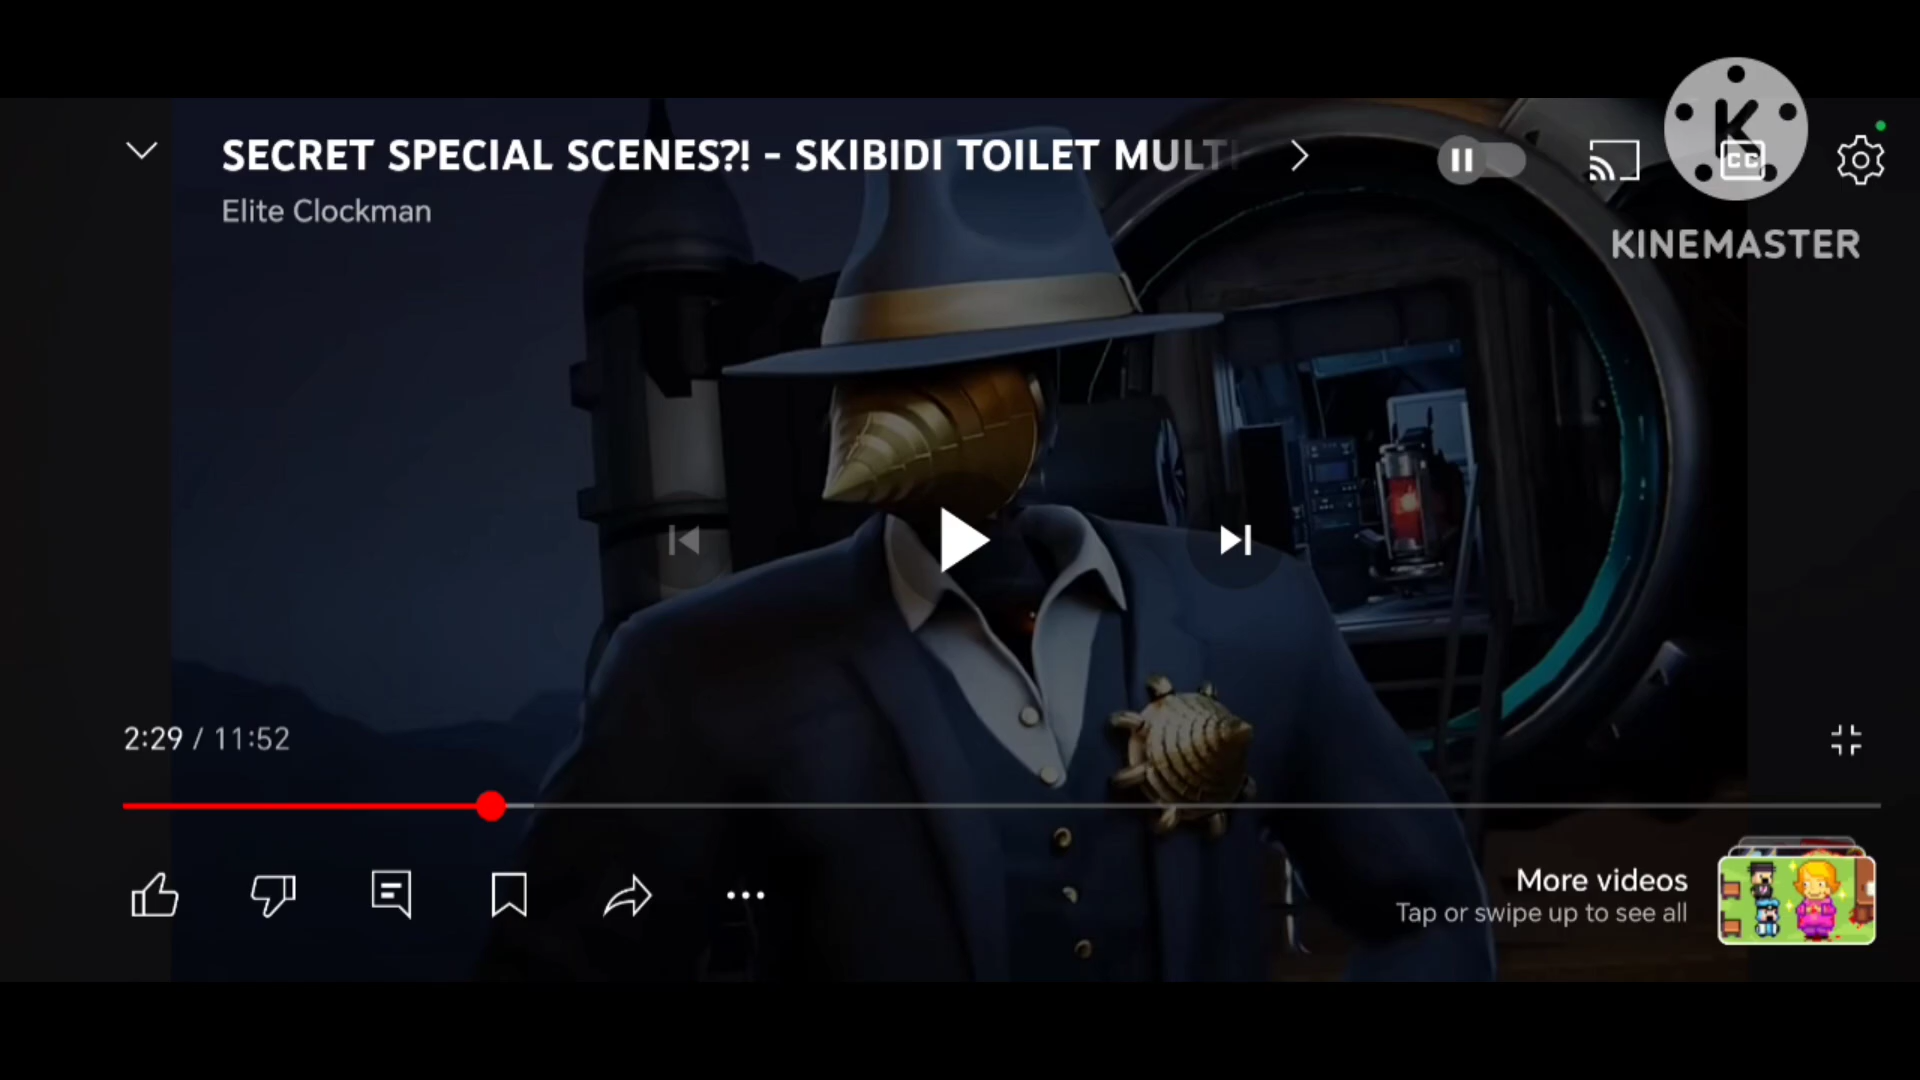 SECRET SPECIAL SCENES?! - SKIBIDI TOILET MULT
Elite Clockman
K
CC
KINEMASTER
2:29 / 11:52
More videos
Tap or swipe up to see all